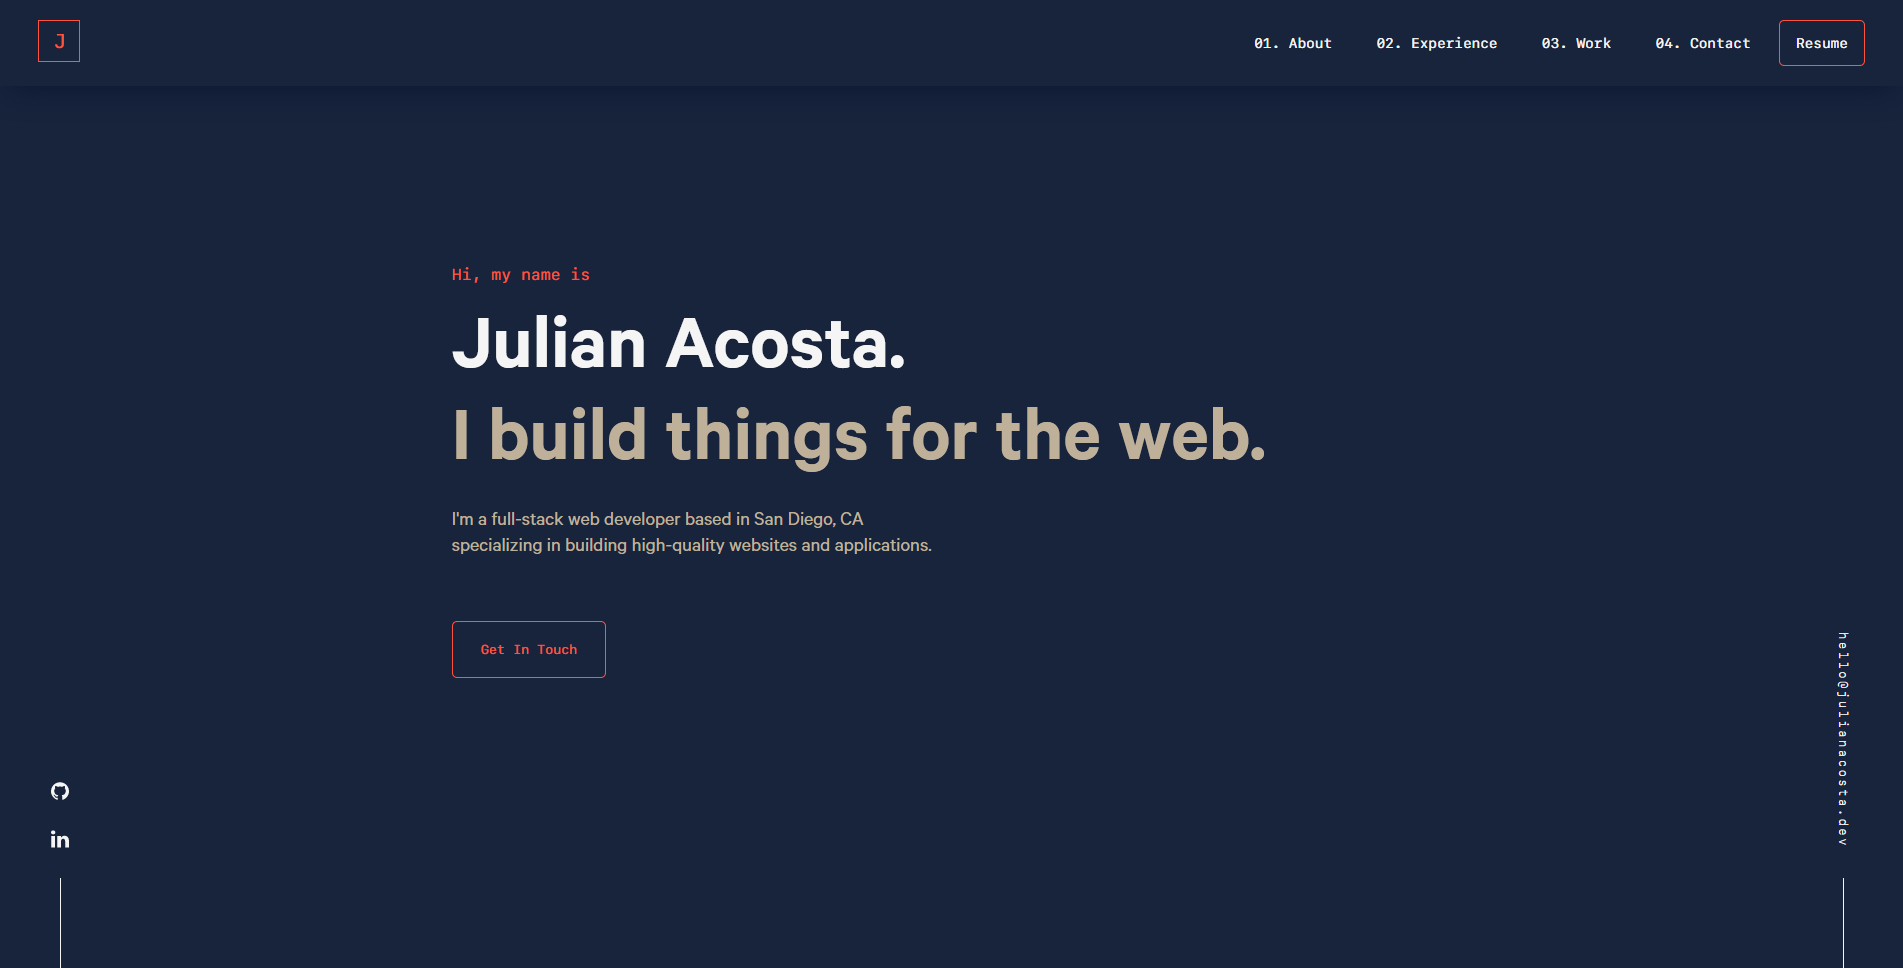 J
01. About
02. Experience
03. Work
04. Contact
Resume
Hi, my name is
Julian Acosta.
I build things for the web.
I'm a full-stack web developer based in San Diego, CA
specializing in building high-quality websites and applications.
Get In Touch
hello@julianacosta.dev
in